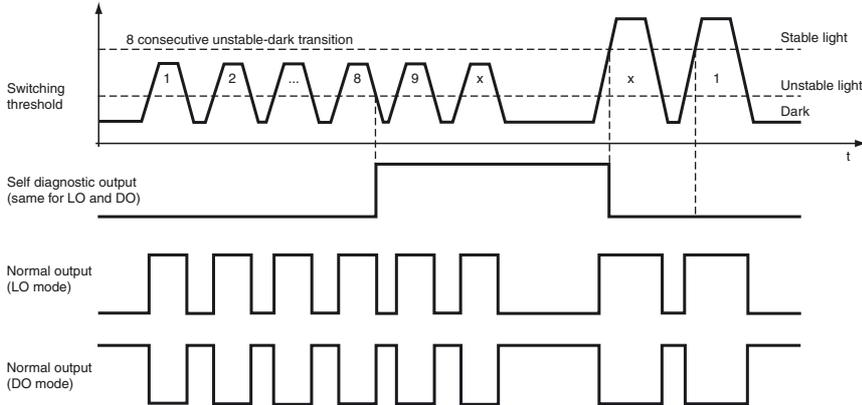 8 consecutive unstable-dark transition
Stable light
1 2 ... 8 9 x x 1
Switching
threshold
Unstable light
Dark
t
Self diagnostic output
(same for LO and DO)
Normal output
(LO mode)
Normal output
(DO mode)